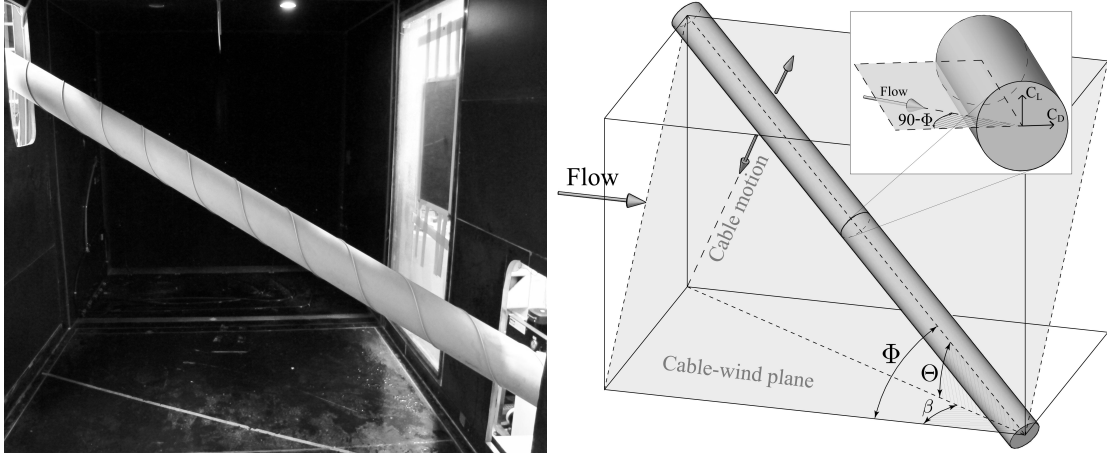 Flow
90-Φ
C_L
C_D
Flow
Cable motion
Φ
Θ
β
Cable-wind plane